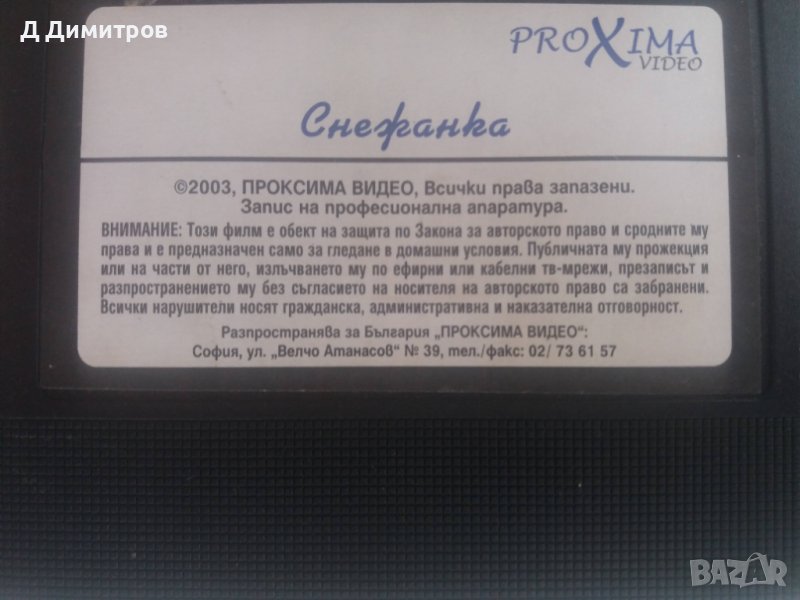 Д Димитров
PROXIMA
VIDEO
Снежанка
©2003, ПРОКСИМА ВИДЕО, Всички права запазени.
Запис на професионална апаратура.
ВНИМАНИЕ: Този филм е обект на защита по Закона за авторското право и сродните му
права и е предназначен само за гледане в домашни условия. Публичната му прожекция
или на части от него, излъчването му по ефирни или кабелни тв-мрежи, презаписът и
разпространението му без съгласието на носителя на авторското право са забранени.
Всички нарушители носят гражданска, административна и наказателна отговорност.
Разпространява за България „ПРОКСИМА ВИДЕО":
София, ул. „Велчо Атанасов" № 39, тел./факс: 02/ 73 61 57
BAZAR